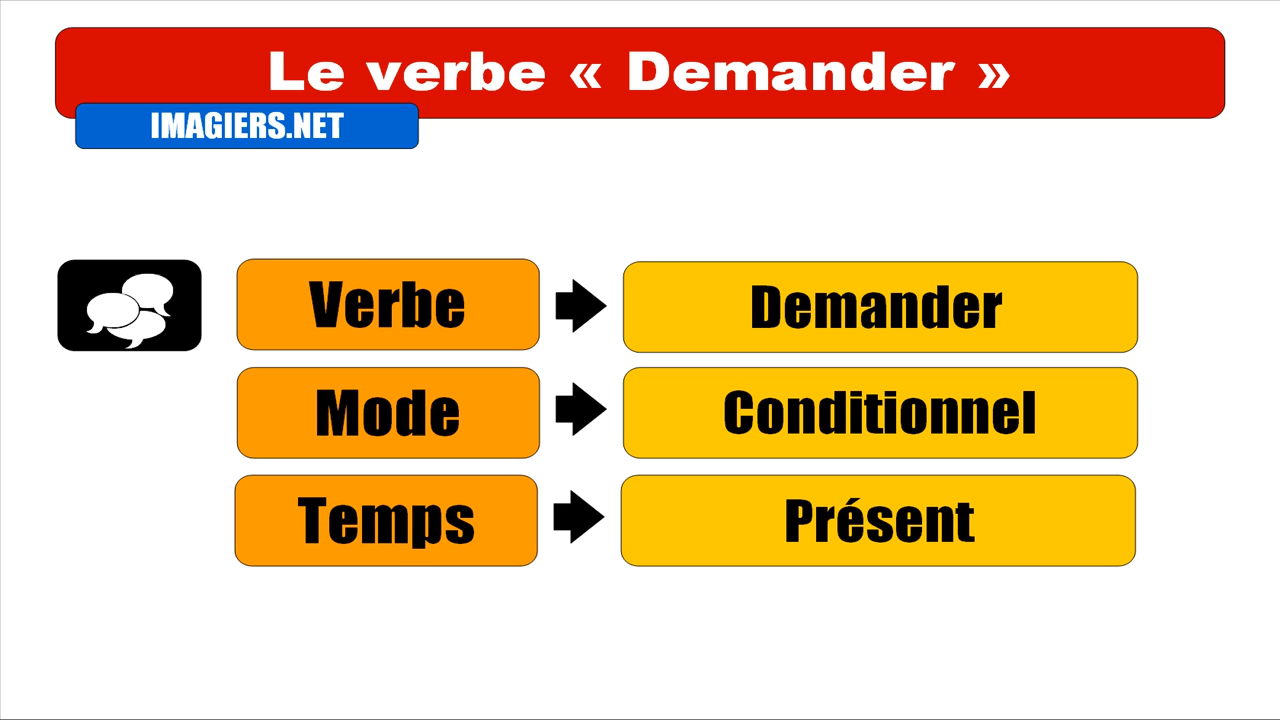 Le verbe « Demander »
IMAGIERS.NET
Verbe Demander
Mode Conditionnel
Temps Présent